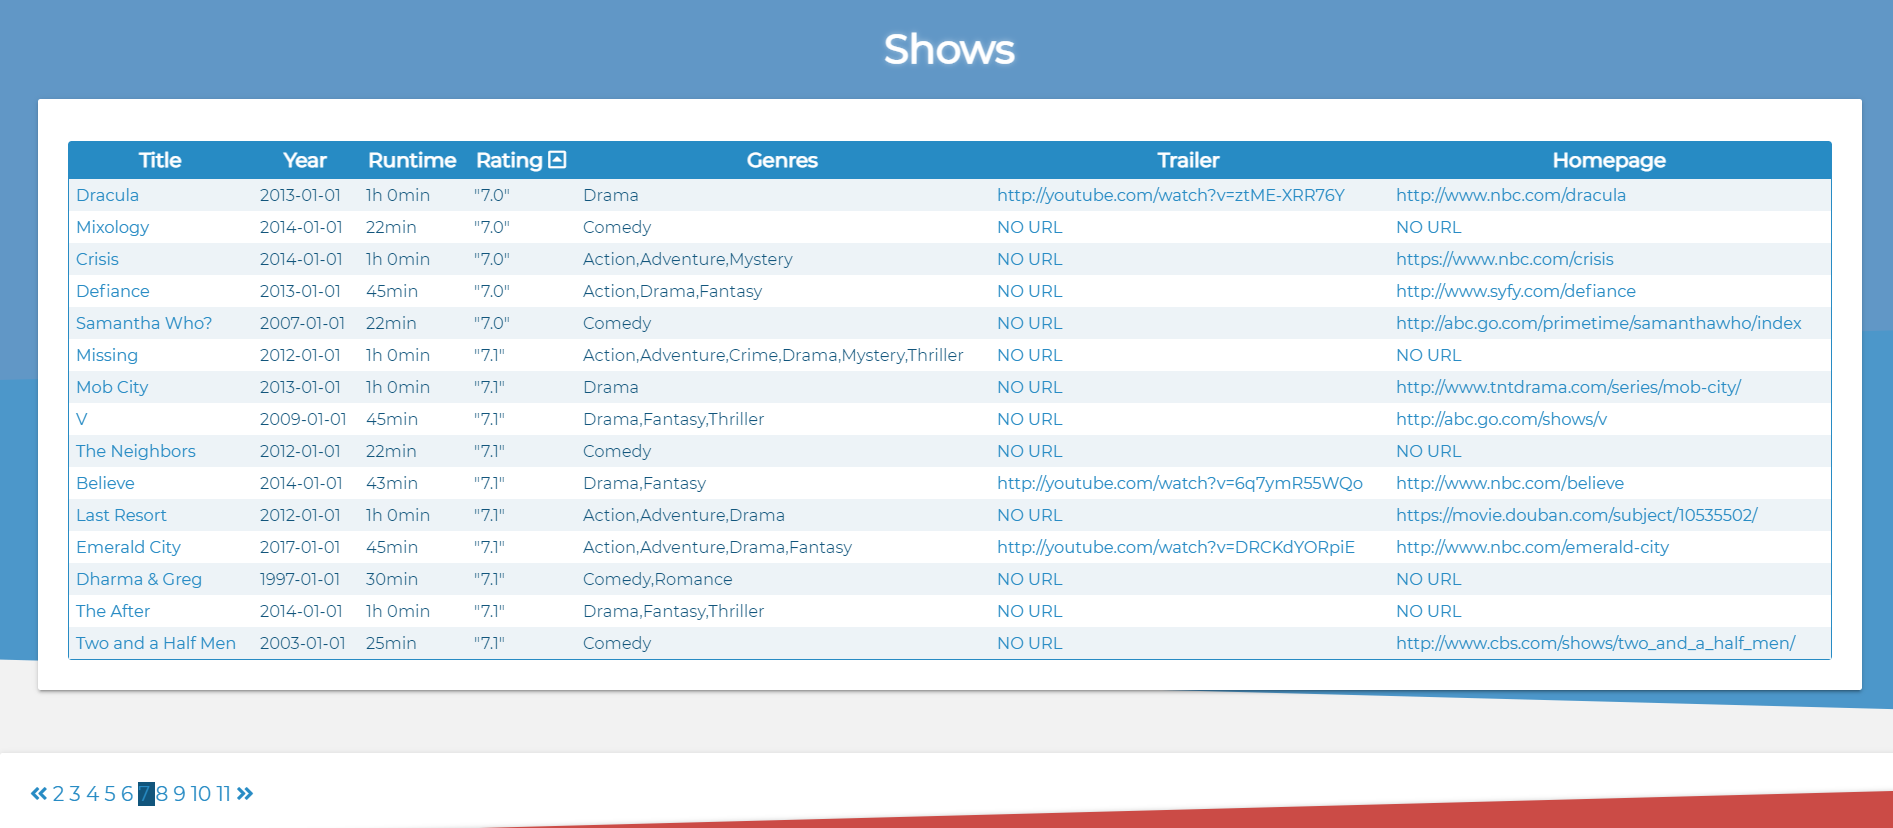 Shows
Title Year Runtime Rating Genres Trailer Homepage
Dracula 2013-01-01 1h 0min "7.0" Drama http://youtube.com/watch?v=ztME-XRR76Y http://www.nbc.com/dracula
Mixology 2014-01-01 22min "7.0" Comedy NO URL NO URL
Crisis 2014-01-01 1h 0min "7.0" Action,Adventure,Mystery NO URL https://www.nbc.com/crisis
Defiance 2013-01-01 45min "7.0" Action,Drama,Fantasy NO URL http://www.syfy.com/defiance
Samantha Who? 2007-01-01 22min "7.0" Comedy NO URL http://abc.go.com/primetime/samanthawho/index
Missing 2012-01-01 1h 0min "7.1" Action,Adventure,Crime,Drama,Mystery,Thriller NO URL NO URL
Mob City 2013-01-01 1h 0min "7.1" Drama NO URL http://www.tntdrama.com/series/mob-city/
V 2009-01-01 45min "7.1" Drama,Fantasy,Thriller NO URL http://abc.go.com/shows/v
The Neighbors 2012-01-01 22min "7.1" Comedy NO URL NO URL
Believe 2014-01-01 43min "7.1" Drama,Fantasy http://youtube.com/watch?v=6q7ymR55WQo http://www.nbc.com/believe
Last Resort 2012-01-01 1h 0min "7.1" Action,Adventure,Drama NO URL https://movie.douban.com/subject/10535502/
Emerald City 2017-01-01 45min "7.1" Action,Adventure,Drama,Fantasy http://youtube.com/watch?v=DRCKdYORpiE http://www.nbc.com/emerald-city
Dharma & Greg 1997-01-01 30min "7.1" Comedy,Romance NO URL NO URL
The After 2014-01-01 1h 0min "7.1" Drama,Fantasy,Thriller NO URL NO URL
Two and a Half Men 2003-01-01 25min "7.1" Comedy NO URL http://www.cbs.com/shows/two_and_a_half_men/
« 2 3 4 5 6 7 8 9 10 11 »